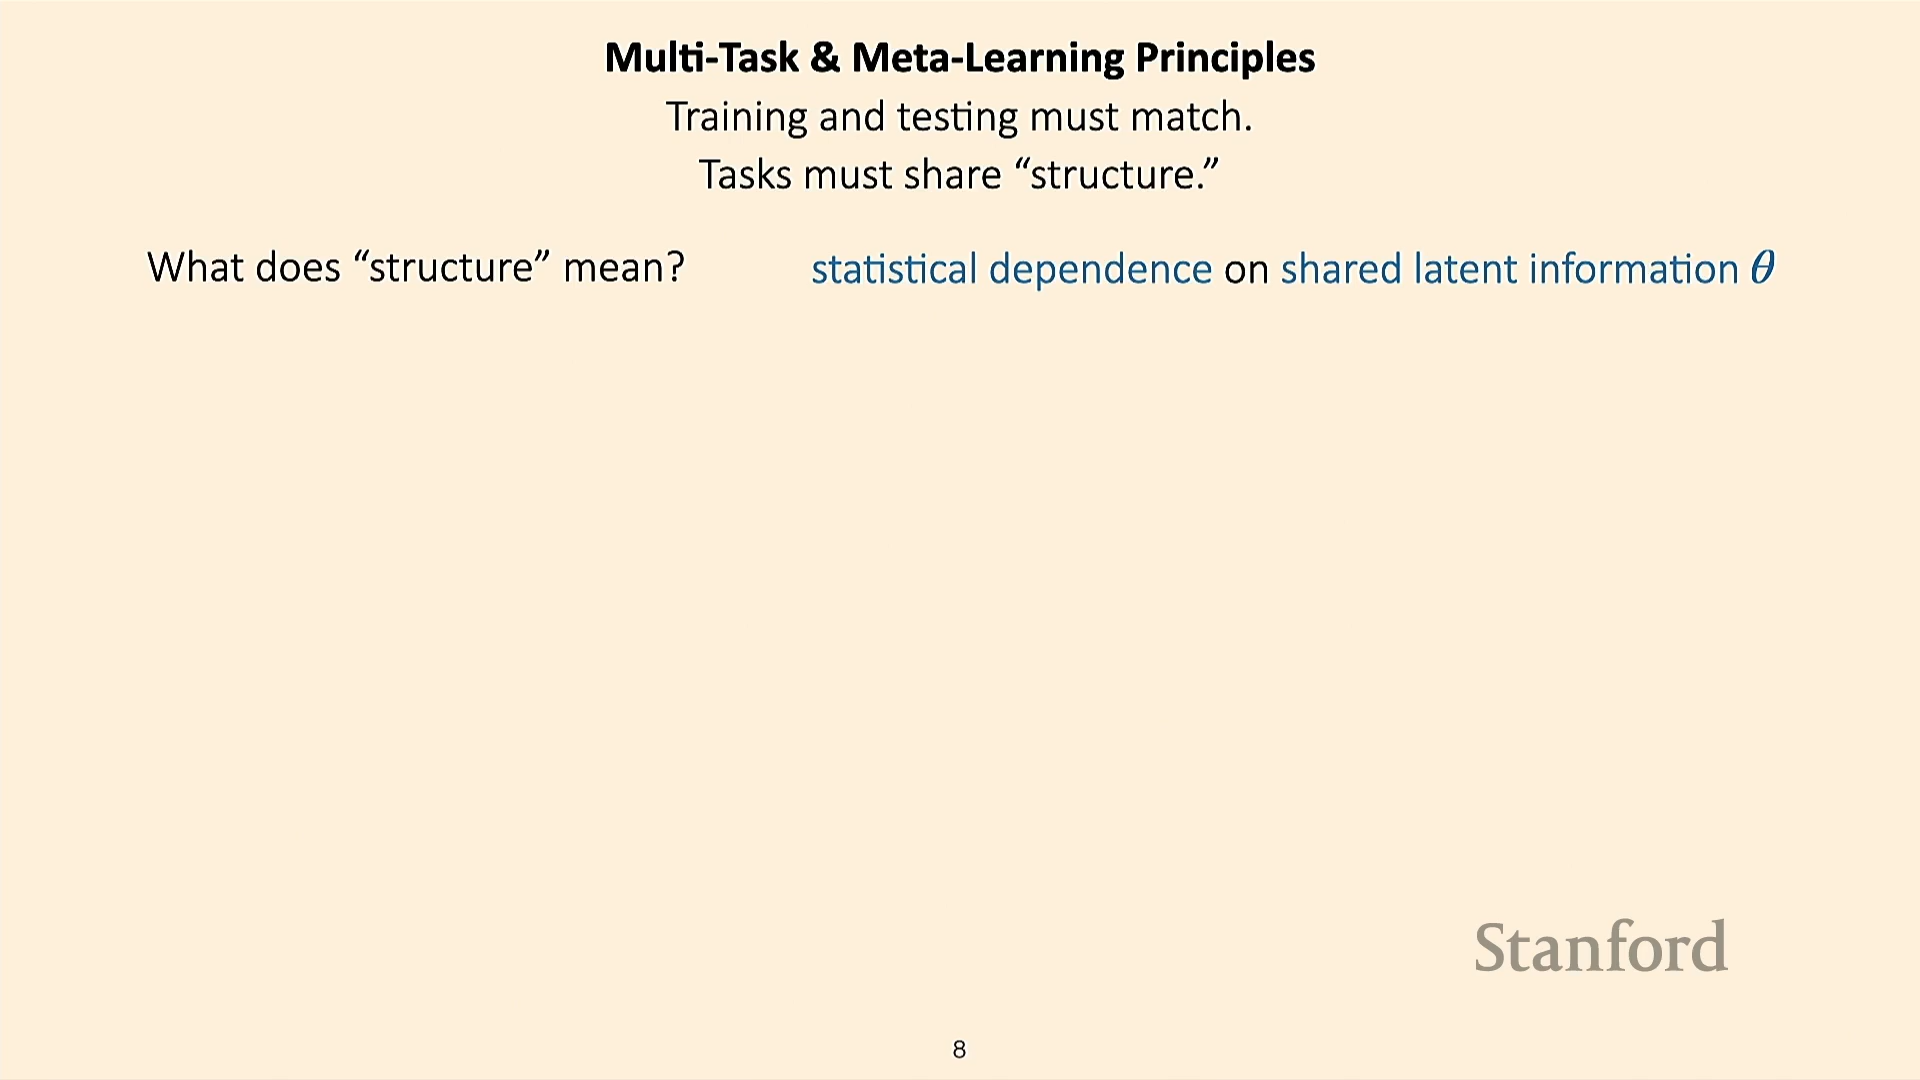 Multi-Task & Meta-Learning Principles
Training and testing must match.
Tasks must share “structure.”
What does “structure” mean? statistical dependence on shared latent information θ
Stanford
8